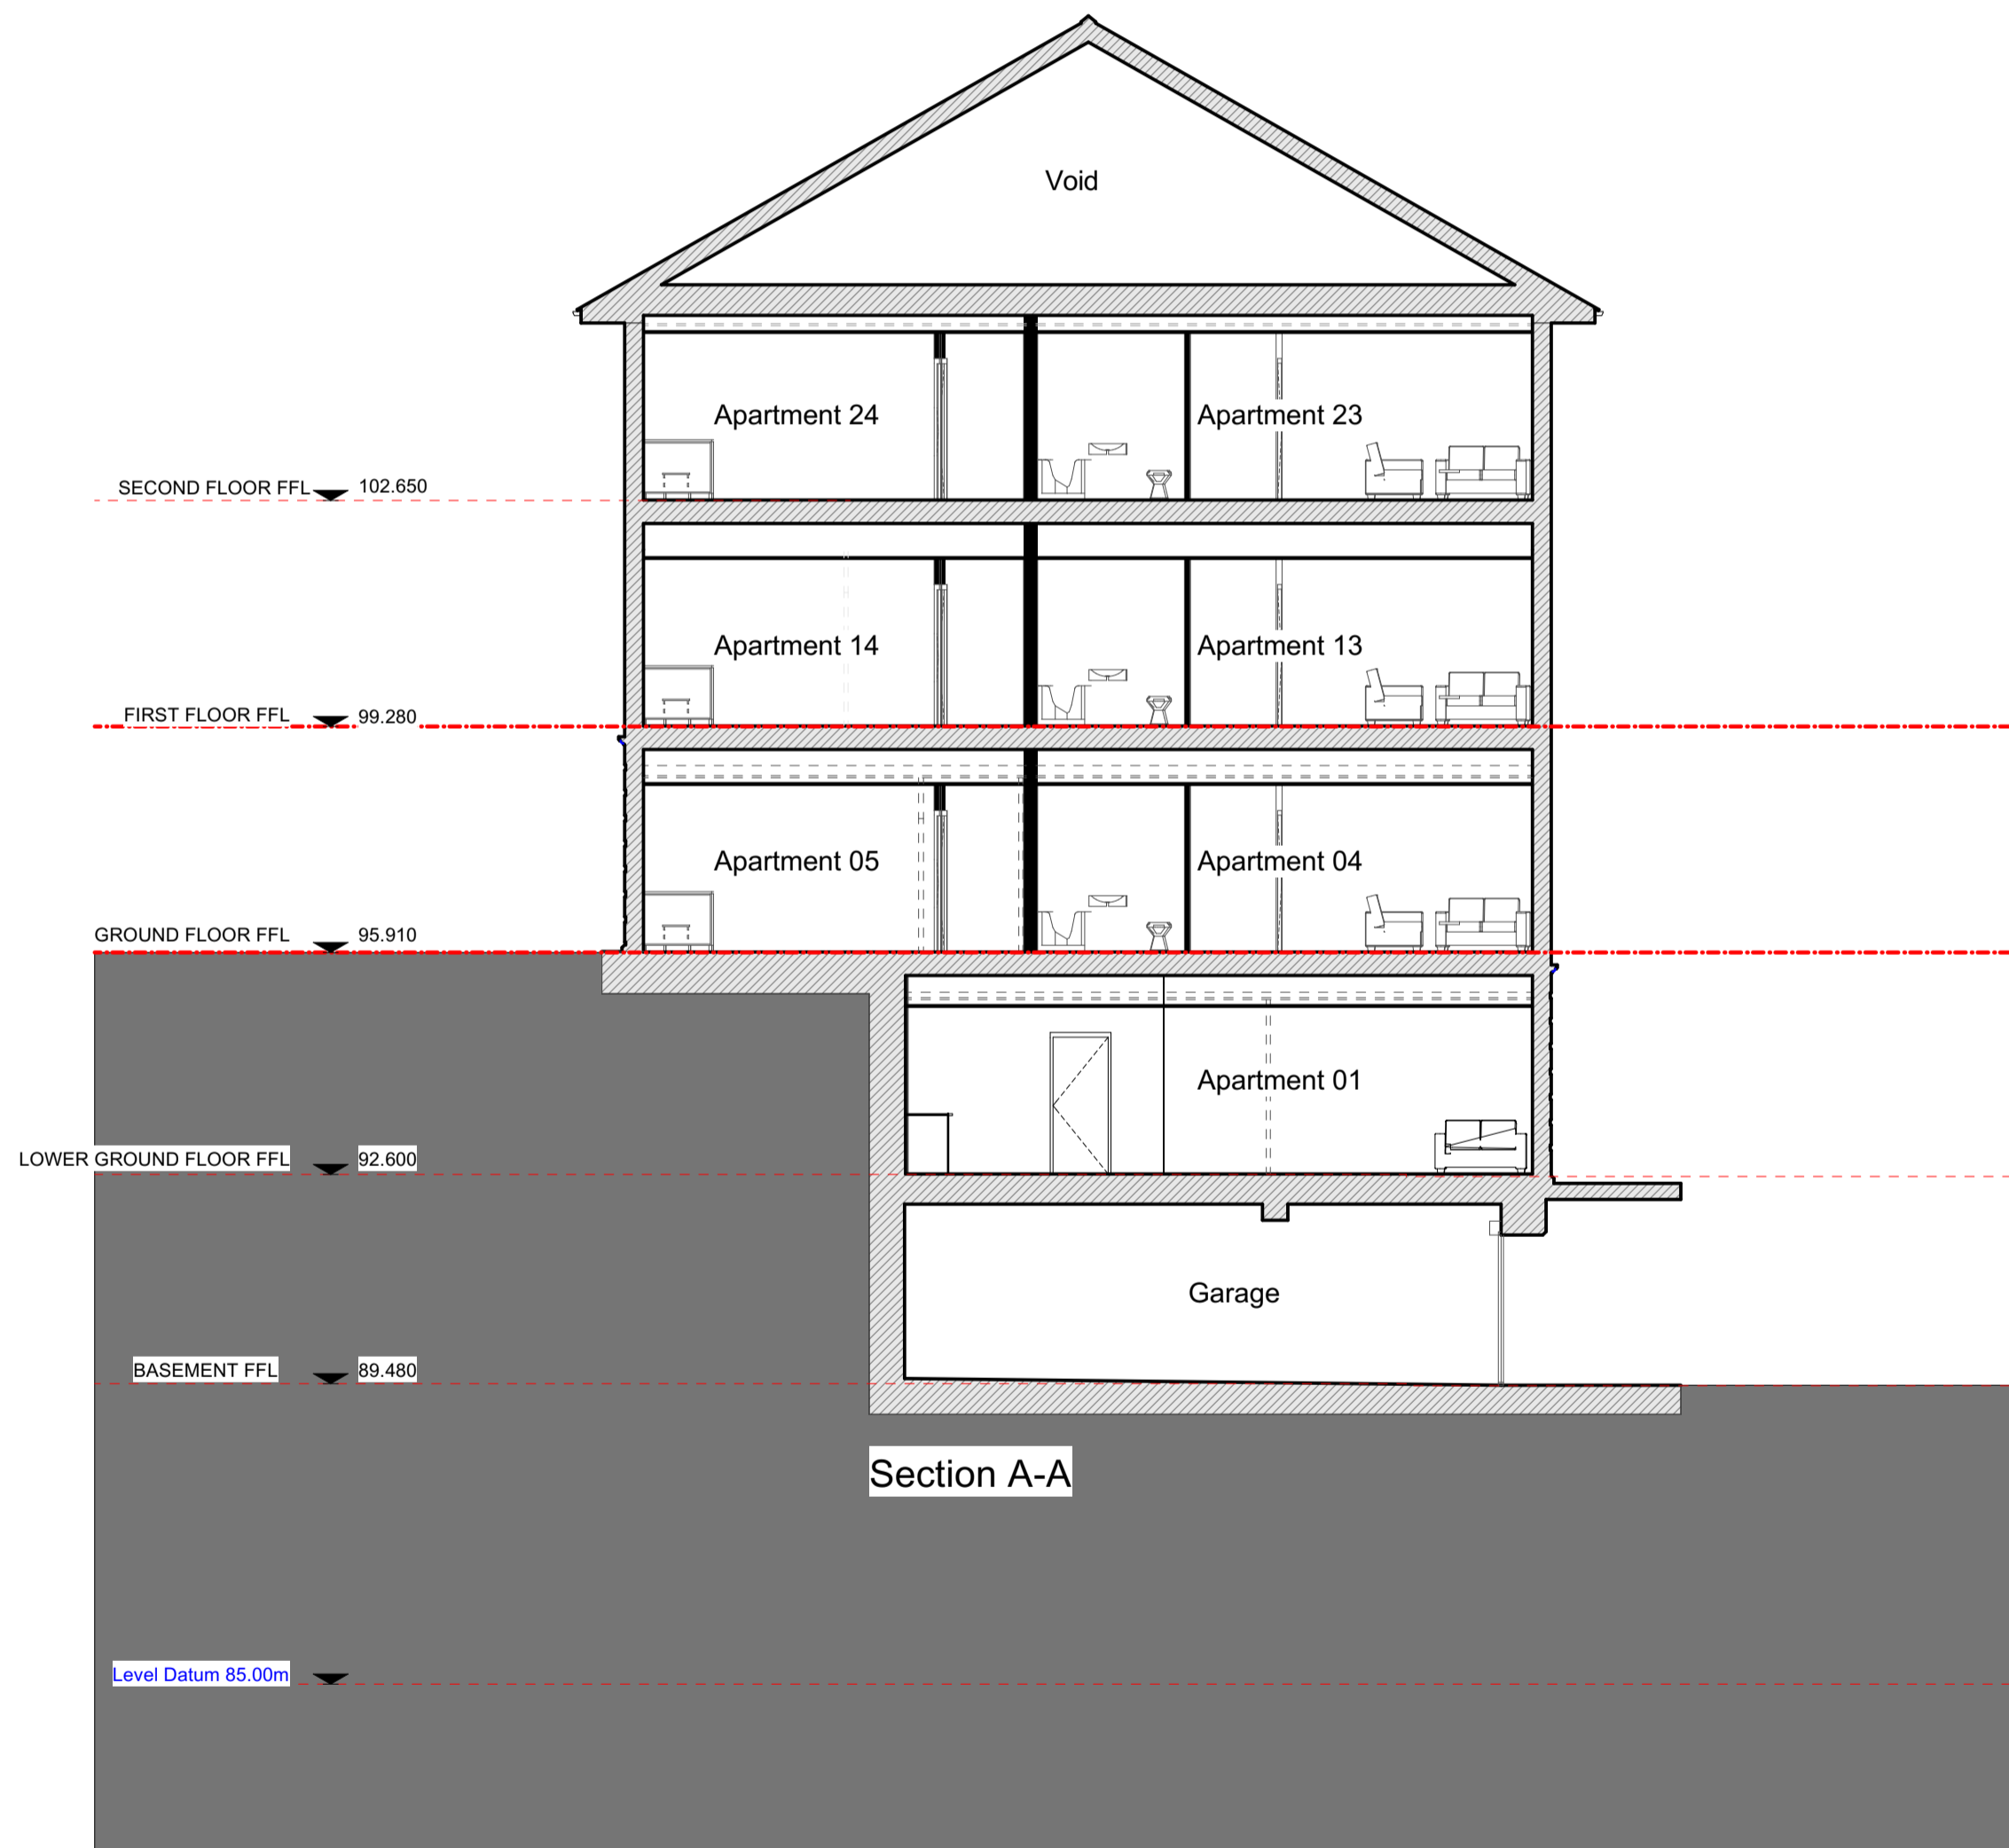 Void
Apartment 24
Apartment 23
SECOND FLOOR FFL 102.650
Apartment 14
Apartment 13
FIRST FLOOR FFL 99.280
Apartment 05
Apartment 04
GROUND FLOOR FFL 95.910
Apartment 01
LOWER GROUND FLOOR FFL 92.600
Garage
BASEMENT FFL 89.480
Section A-A
Level Datum 85.00m